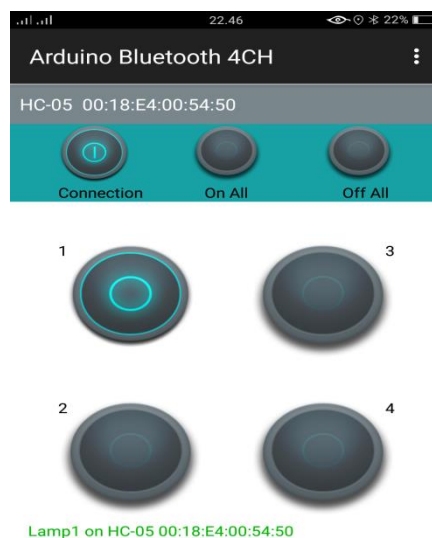 22.46 22%
Arduino Bluetooth 4CH
HC-05 00:18:E4:00:54:50
Connection On All Off All
1 3
2 4
Lamp1 on HC-05 00:18:E4:00:54:50